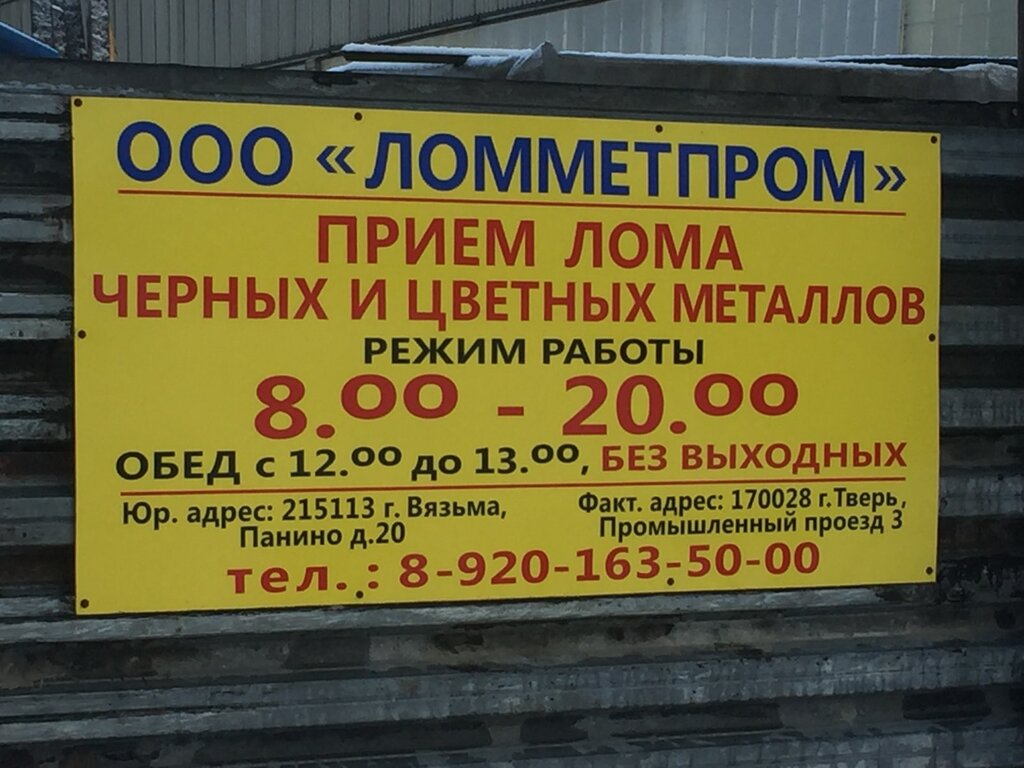 ООО «ЛОММЕТПРОМ»
ПРИЕМ ЛОМА
ЧЕРНЫХ И ЦВЕТНЫХ МЕТАЛЛОВ
РЕЖИМ РАБОТЫ
8.00 - 20.00
ОБЕД с 12.00 до 13.00, БЕЗ ВЫХОДНЫХ
Юр. адрес: 215113 г. Вязьма,
Панино д.20
Факт. адрес: 170028 г.Тверь,
Промышленный проезд 3
тел.: 8-920-163-50-00